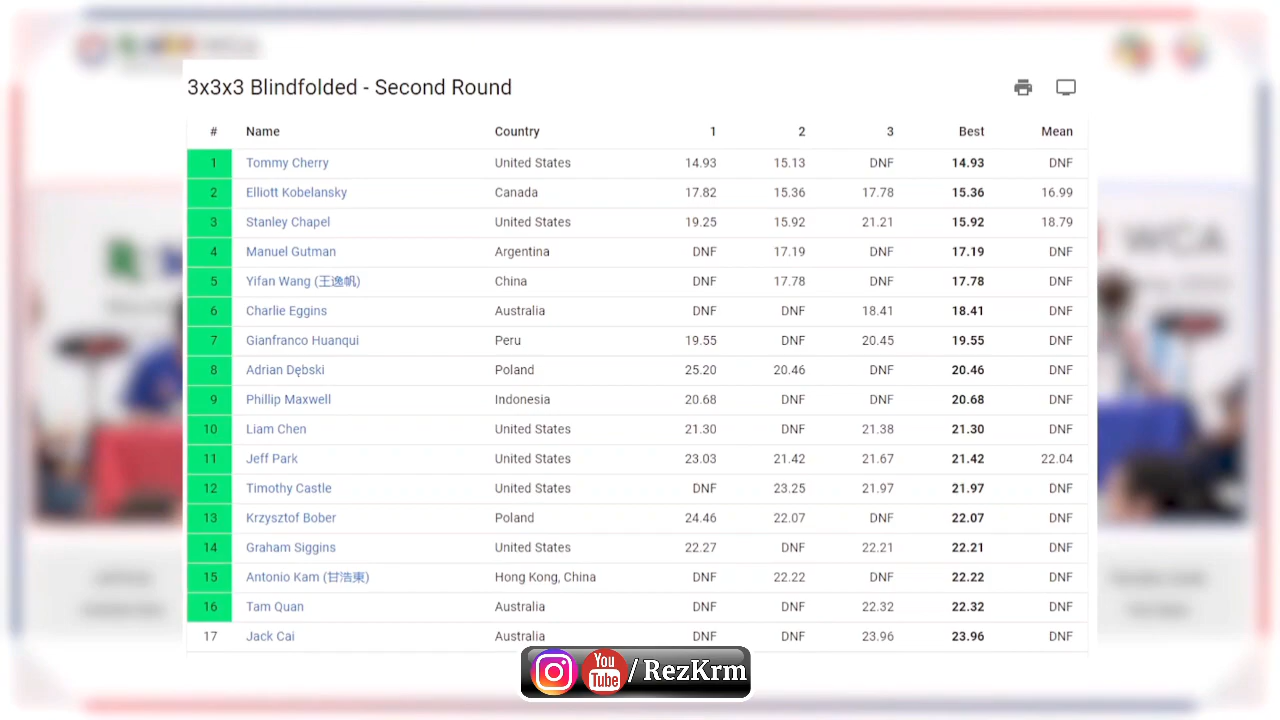 3x3x3 Blindfolded - Second Round
# Name Country 1 2 3 Best Mean
1 Tommy Cherry United States 14.93 15.13 DNF 14.93 DNF
2 Elliott Kobelansky Canada 17.82 15.36 17.78 15.36 16.99
3 Stanley Chapel United States 19.25 15.92 21.21 15.92 18.79
4 Manuel Gutman Argentina DNF 17.19 DNF 17.19 DNF
5 Yifan Wang (王逸帆) China DNF 17.78 DNF 17.78 DNF
6 Charlie Eggins Australia DNF DNF 18.41 18.41 DNF
7 Gianfranco Huanqui Peru 19.55 DNF 20.45 19.55 DNF
8 Adrian Dębski Poland 25.20 20.46 DNF 20.46 DNF
9 Phillip Maxwell Indonesia 20.68 DNF DNF 20.68 DNF
10 Liam Chen United States 21.30 DNF 21.38 21.30 DNF
11 Jeff Park United States 23.03 21.42 21.67 21.42 22.04
12 Timothy Castle United States DNF 23.25 21.97 21.97 DNF
13 Krzysztof Bober Poland 24.46 22.07 DNF 22.07 DNF
14 Graham Siggins United States 22.27 DNF 22.21 22.21 DNF
15 Antonio Kam (甘浩東) Hong Kong, China DNF 22.22 DNF 22.22 DNF
16 Tam Quan Australia DNF DNF 22.32 22.32 DNF
17 Jack Cai Australia DNF DNF 23.96 23.96 DNF
You Tube / RezKrm
WCA